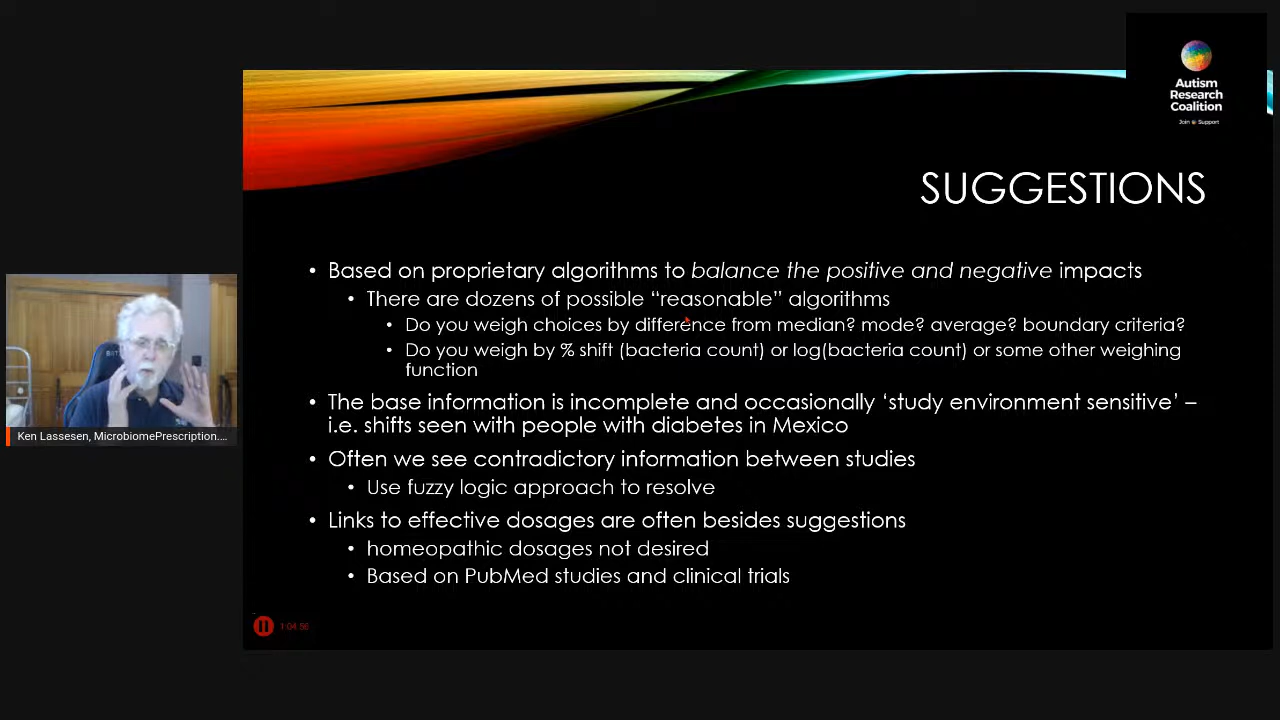 Autism
Research
Coalition
Join Support
SUGGESTIONS
• Based on proprietary algorithms to balance the positive and negative impacts
• There are dozens of possible “reasonable” algorithms
• Do you weigh choices by difference from median? mode? average? boundary criteria?
• Do you weigh by % shift (bacteria count) or log(bacteria count) or some other weighing
function
• The base information is incomplete and occasionally ‘study environment sensitive’ –
i.e. shifts seen with people with diabetes in Mexico
• Often we see contradictory information between studies
• Use fuzzy logic approach to resolve
• Links to effective dosages are often besides suggestions
• homeopathic dosages not desired
• Based on PubMed studies and clinical trials
Ken Lassesen, MicrobiomePrescription....
1:04:56